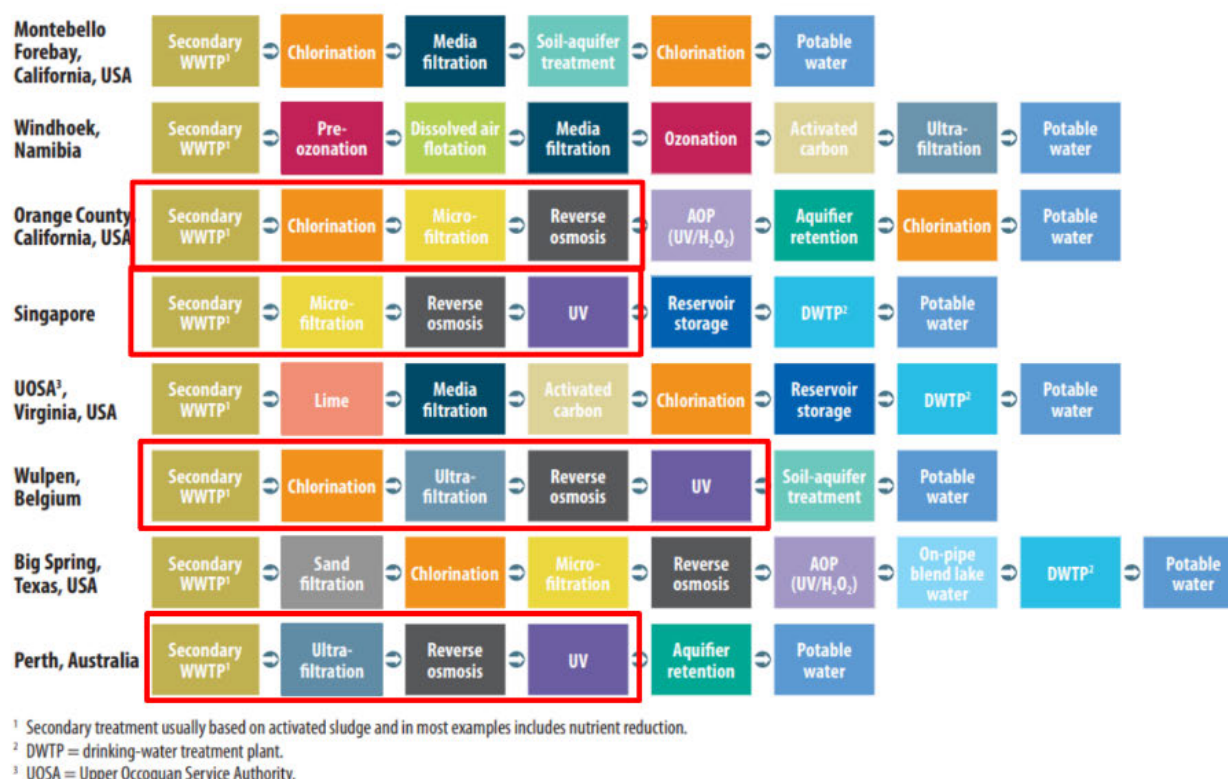 Montebello
Forebay,
California, USA
Secondary
WWTP¹
Chlorination
Media
filtration
Soil-aquifer
treatment
Chlorination
Potable
water
Windhoek,
Namibia
Secondary
WWTP¹
Pre-
ozonation
Dissolved air
flotation
Media
filtration
Ozonation
Activated
carbon
Ultra-
filtration
Potable
water
Orange County
California, USA
Secondary
WWTP¹
Chlorination
Micro-
filtration
Reverse
osmosis
AOP
(UV/H₂O₂)
Aquifier
retention
Chlorination
Potable
water
Singapore
Secondary
WWTP¹
Micro-
filtration
Reverse
osmosis
UV
Reservoir
storage
DWTP²
Potable
water
UOSA³,
Virginia, USA
Secondary
WWTP¹
Lime
Media
filtration
Activated
carbon
Chlorination
Reservoir
storage
DWTP²
Potable
water
Wulpen,
Belgium
Secondary
WWTP¹
Chlorination
Ultra-
filtration
Reverse
osmosis
UV
Soil-aquifer
treatment
Potable
water
Big Spring,
Texas, USA
Secondary
WWTP¹
Sand
filtration
Chlorination
Micro-
filtration
Reverse
osmosis
AOP
(UV/H₂O₂)
On-pipe
blend lake
water
DWTP²
Potable
water
Perth, Australia
Secondary
WWTP¹
Ultra-
filtration
Reverse
osmosis
UV
Aquifier
retention
Potable
water
¹ Secondary treatment usually based on activated sludge and in most examples includes nutrient reduction.
² DWTP = drinking-water treatment plant.
³ UOSA = Upper Occoquan Service Authority.